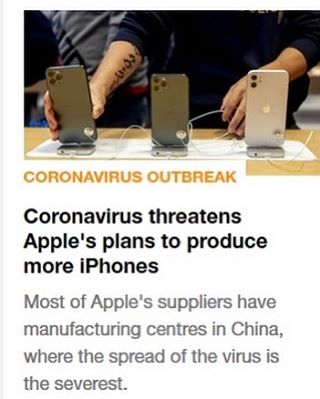 CORONAVIRUS OUTBREAK
Coronavirus threatens
Apple's plans to produce
more iPhones
Most of Apple's suppliers have
manufacturing centres in China,
where the spread of the virus is
the severest.